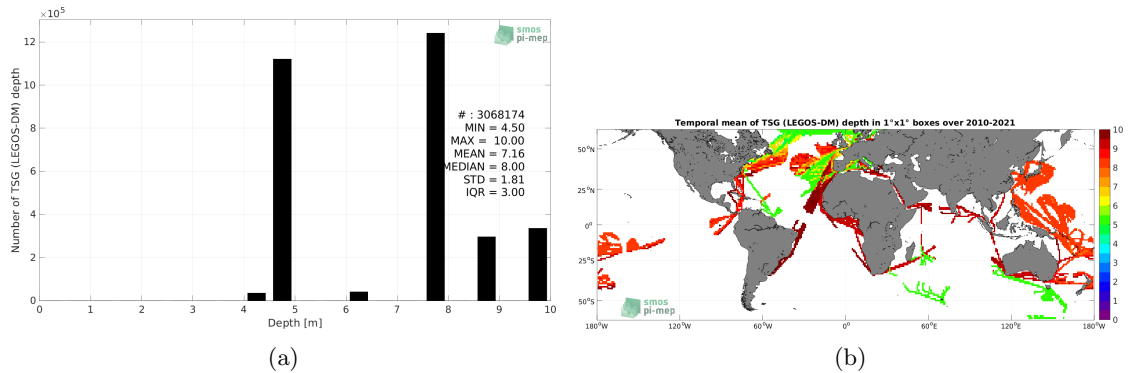 ×10⁵
smos
pi-mep
12
10
8
6
4
2
0
Number of TSG (LEGOS-DM) depth
# : 3068174
MIN = 4.50
MAX = 10.00
MEAN = 7.16
MEDIAN = 8.00
STD = 1.81
IQR = 3.00
0 1 2 3 4 5 6 7 8 9 10
Depth [m]
(a)
Temporal mean of TSG (LEGOS-DM) depth in 1°x1° boxes over 2010-2021
50°N
25°N
0°
25°S
50°S
smos
pi-mep
180°W 120°W 60°W 0° 60°E 120°E 180°W
10
9
8
7
6
5
4
3
2
1
0
(b)